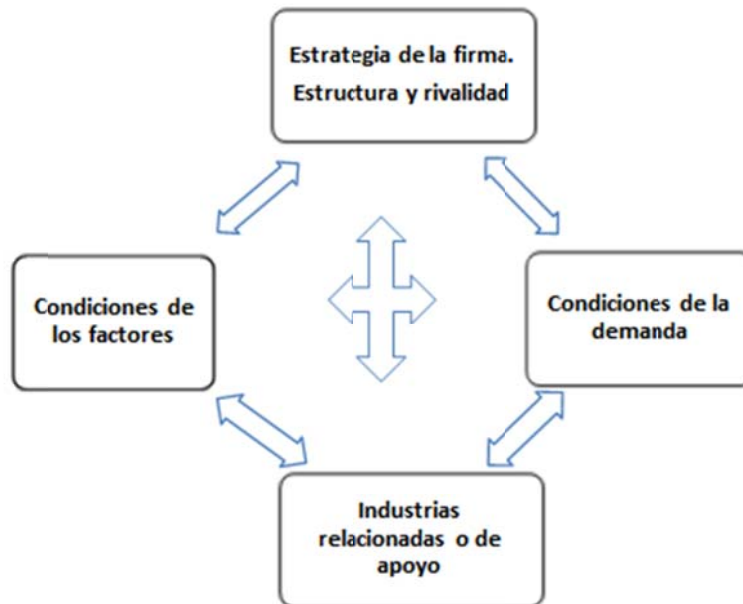 Estrategia de la firma.
Estructura y rivalidad
Condiciones de
los factores
Condiciones de la
demanda
Industrias
relacionadas o de
apoyo